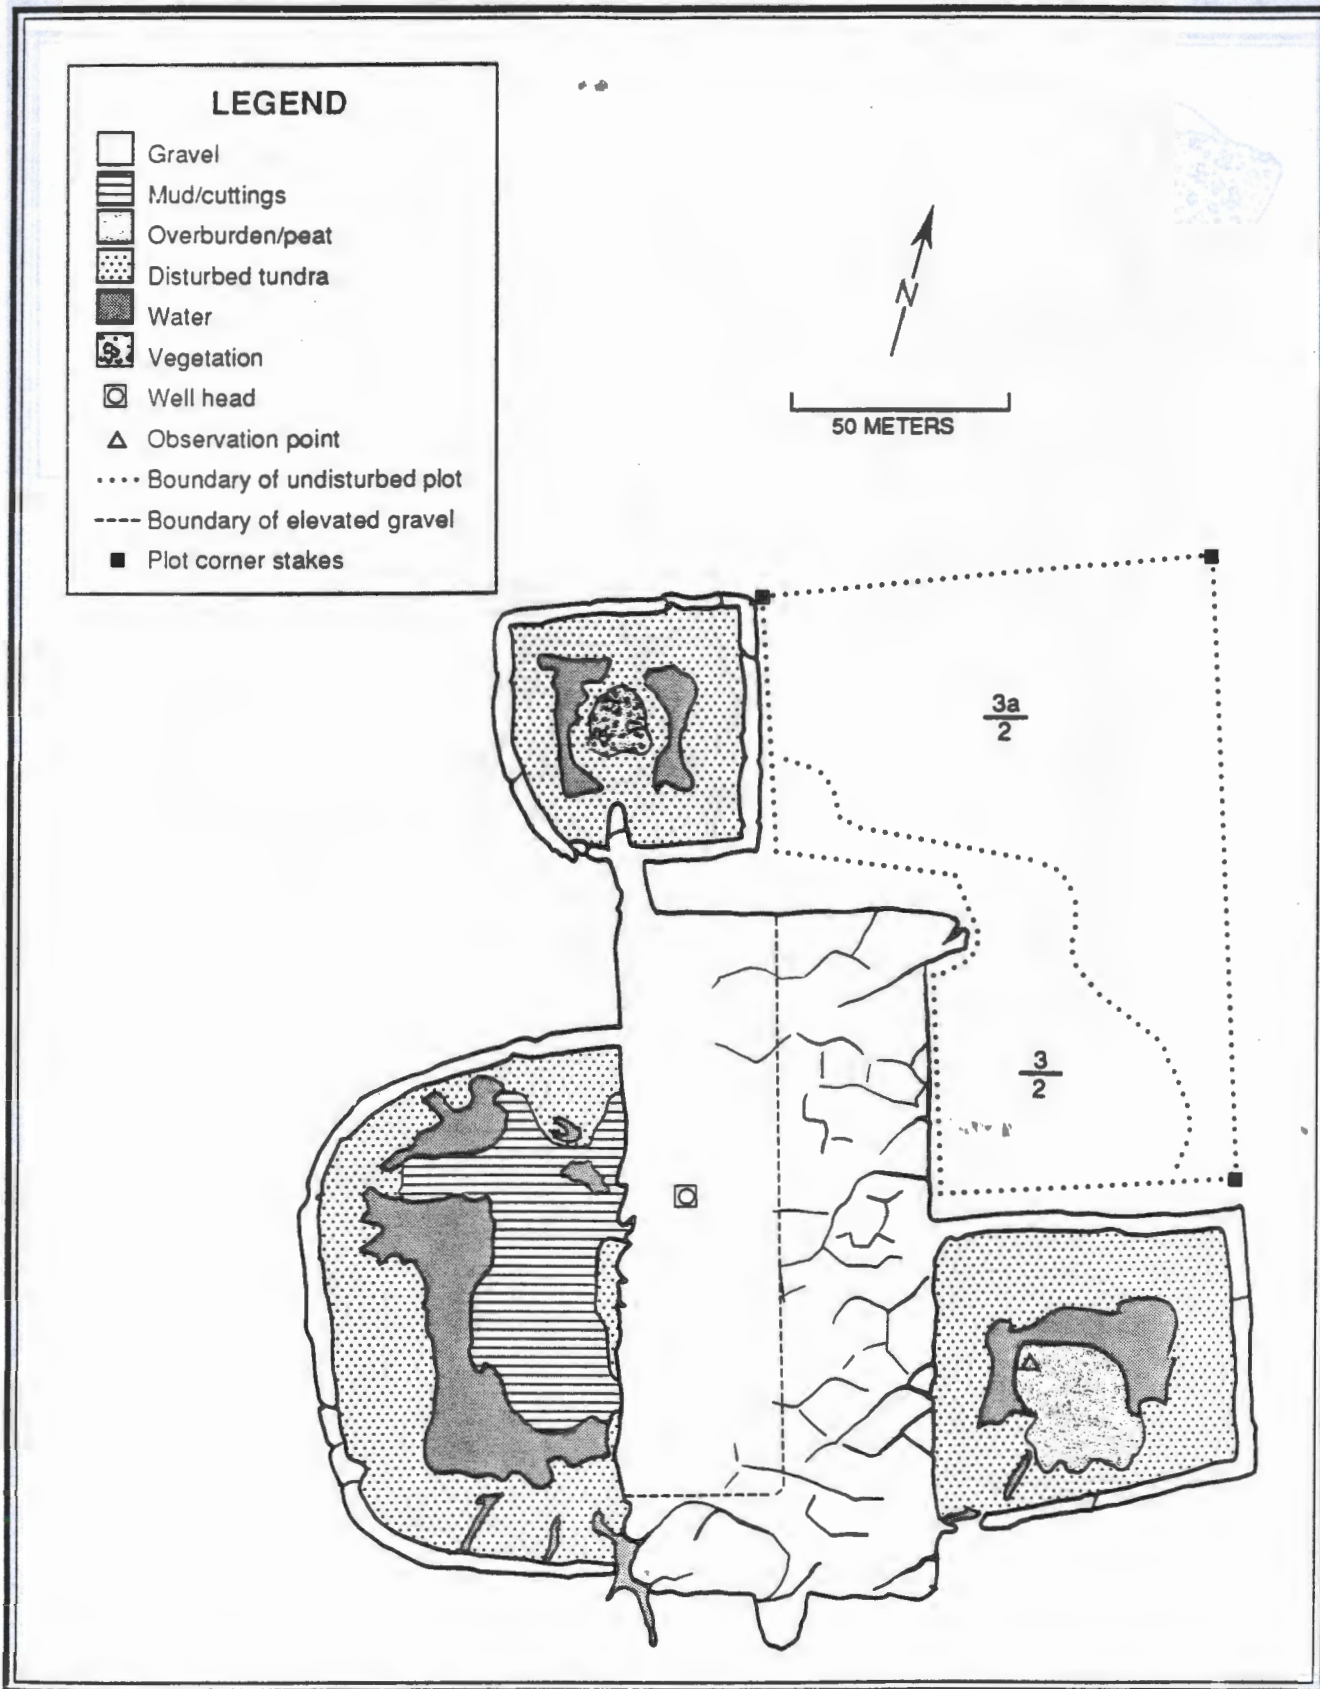 LEGEND
Gravel
Mud/cuttings
Overburden/peat
Disturbed tundra
Water
Vegetation
Well head
Observation point
Boundary of undisturbed plot
Boundary of elevated gravel
Plot corner stakes
N
50 METERS
3a
2
3
2